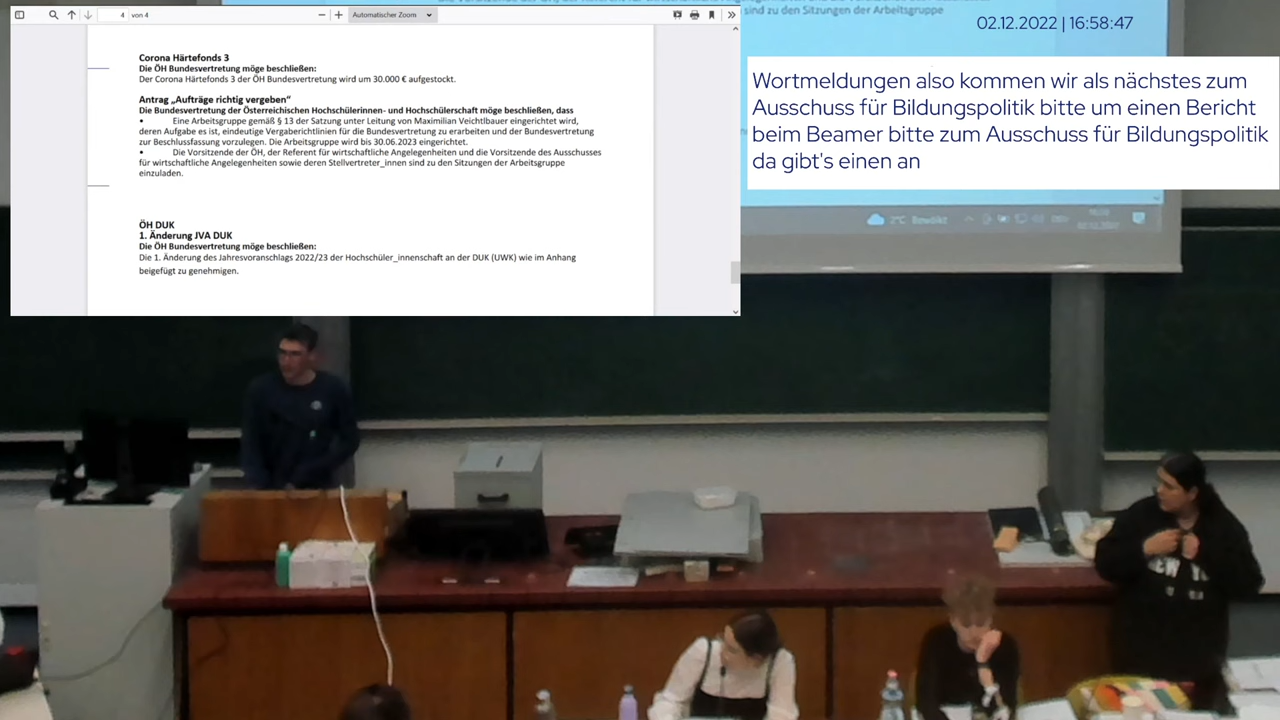 4 von 4
Automatischer Zoom
Corona Härtefonds 3
Die ÖH Bundesvertretung möge beschließen:
Der Corona Härtefonds 3 der ÖH Bundesvertretung wird um 30.000 € aufgestockt.
Antrag „Aufträge richtig vergeben“
Die Bundesvertretung der Österreichischen Hochschülerinnen- und Hochschülerschaft möge beschließen, dass
• Eine Arbeitsgruppe gemäß § 13 der Satzung unter Leitung von Maximilian Veichtlbauer eingerichtet wird,
deren Aufgabe es ist, eindeutige Vergaberichtlinien für die Bundesvertretung zu erarbeiten und der Bundesvertretung
zur Beschlussfassung vorzulegen. Die Arbeitsgruppe wird bis 30.06.2023 eingerichtet.
• Die Vorsitzende der ÖH, der Referent für wirtschaftliche Angelegenheiten und die Vorsitzende des Ausschusses
für wirtschaftliche Angelegenheiten sowie deren Stellvertreter_innen sind zu den Sitzungen der Arbeitsgruppe
einzuladen.
ÖH DUK
1. Änderung JVA DUK
Die ÖH Bundesvertretung möge beschließen:
Die 1. Änderung des Jahresvoranschlags 2022/23 der Hochschüler_innenschaft an der DUK (UWK) wie im Anhang
beigefügt zu genehmigen.
sind zu den Sitzungen der Arbeitsgruppe
02.12.2022 | 16:58:47
Wortmeldungen also kommen wir als nächstes zum
Ausschuss für Bildungspolitik bitte um einen Bericht
beim Beamer bitte zum Ausschuss für Bildungspolitik
da gibt's einen an
2°C Bewölkt